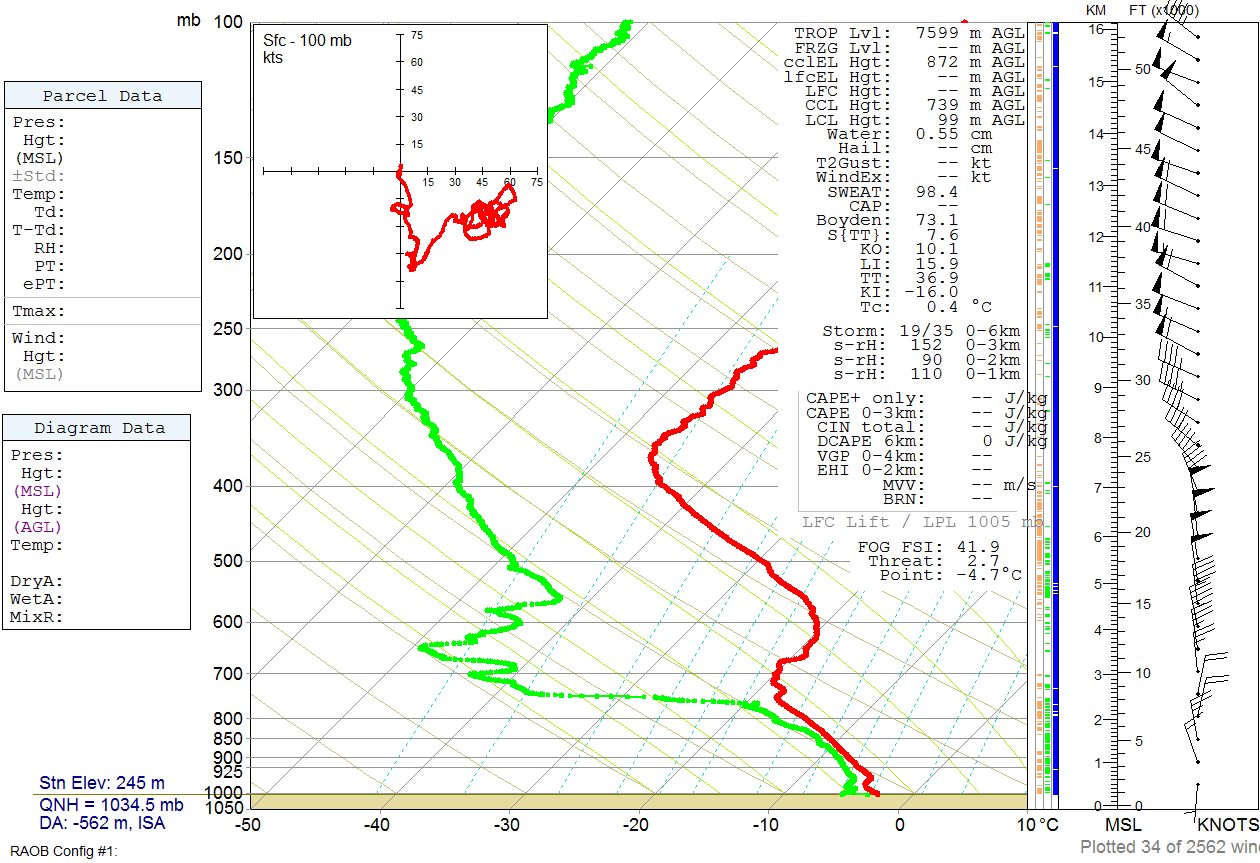 mb
KM FT (x1000)
100
150
200
250
300
400
500
600
700
800
850
900
925
1000
1050
Sfc - 100 mb
kts
75
60
45
30
15
15 30 45 60 75
Parcel Data
Pres:
Hgt:
(MSL)
±Std:
Temp:
Td:
T-Td:
RH:
PT:
ePT:
Tmax:
Wind:
Hgt:
(MSL)
Diagram Data
Pres:
Hgt:
(MSL)
Hgt:
(AGL)
Temp:
DryA:
WetA:
MixR:
TROP Lvl: 7599 m AGL
FRZG Lvl: -- m AGL
cclEL Hgt: 872 m AGL
lfcEL Hgt: -- m AGL
LFC Hgt: -- m AGL
CCL Hgt: 739 m AGL
LCL Hgt: 99 m AGL
Water: 0.55 cm
Hail: -- cm
T2Gust: -- kt
WindEx: -- kt
SWEAT: 98.4
CAP: --
Boyden: 73.1
S{TT}: 7.6
KO: 10.1
LI: 15.9
TT: 36.9
KI: -16.0
Tc: 0.4 °C
Storm: 19/35 0-6km
s-rH: 152 0-3km
s-rH: 90 0-2km
s-rH: 110 0-1km
CAPE+ only: -- J/kg
CAPE 0-3km: -- J/kg
CIN total: -- J/kg
DCAPE 6km: 0 J/kg
VGP 0-4km: --
EHI 0-2km: --
MVV: -- m/s
BRN: --
LFC Lift / LPL 1005 mb
FOG FSI: 41.9
Threat: 2.7
Point: -4.7°C
16
15
14
13
12
11
10
9
8
7
6
5
4
3
2
1
0
50
45
40
35
30
25
20
15
10
5
0
Stn Elev: 245 m
QNH = 1034.5 mb
DA: -562 m, ISA
-50 -40 -30 -20 -10 0 10 °C
MSL KNOTS
RAOB Config #1:
Plotted 34 of 2562 win